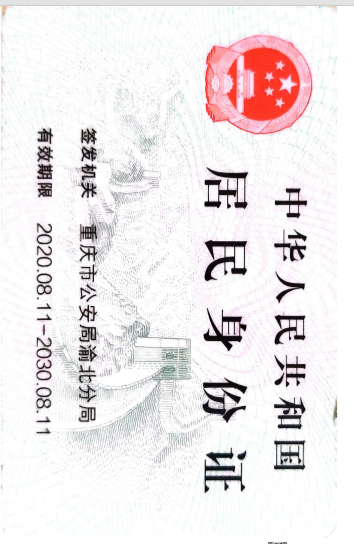 中华人民共和国
居民身份证
签发机关 重庆市公安局渝北分局
有效期限 2020.08.11-2030.08.11